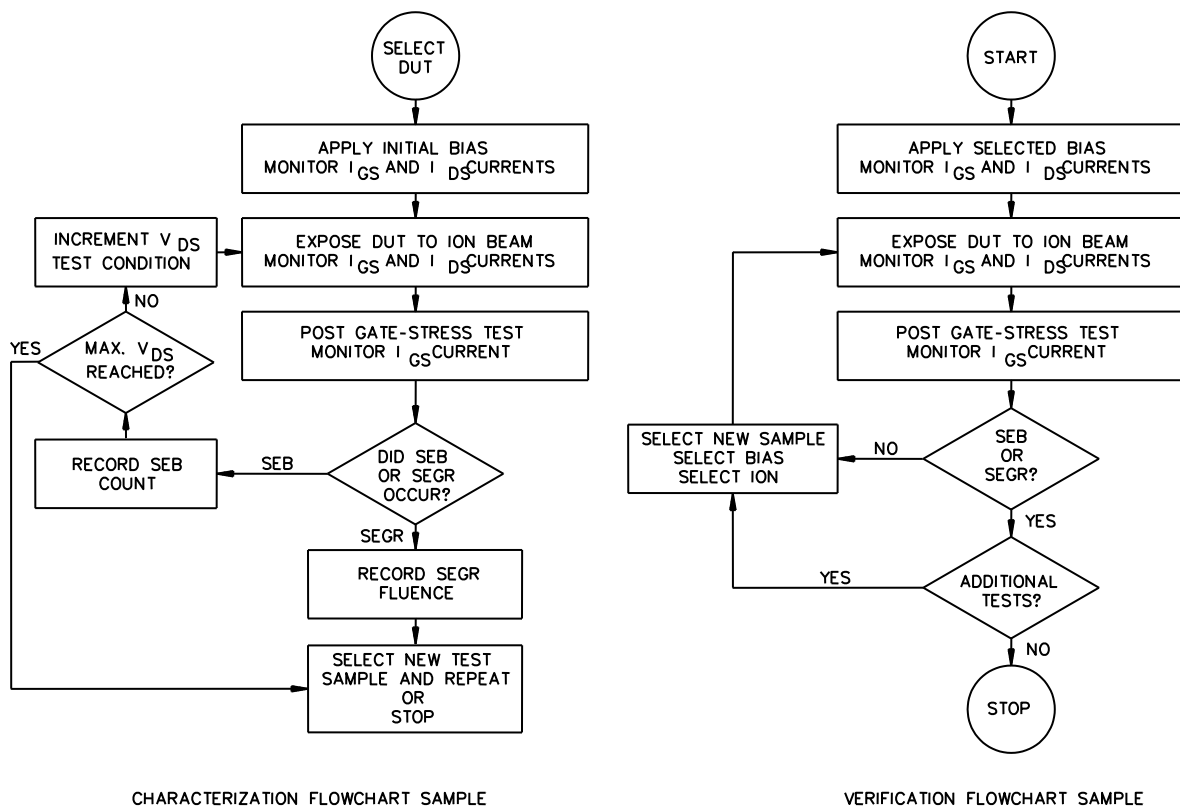 SELECT
DUT
APPLY INITIAL BIAS
MONITOR I GS AND I DS CURRENTS
INCREMENT V DS
TEST CONDITION
EXPOSE DUT TO ION BEAM
MONITOR I GS AND I DS CURRENTS
NO
POST GATE-STRESS TEST
MONITOR I GS CURRENT
YES
MAX. V DS
REACHED?
RECORD SEB
COUNT
SEB
DID SEB
OR SEGR
OCCUR?
SEGR
RECORD SEGR
FLUENCE
SELECT NEW TEST
SAMPLE AND REPEAT
OR
STOP
CHARACTERIZATION FLOWCHART SAMPLE
START
APPLY SELECTED BIAS
MONITOR I GS AND I DS CURRENTS
EXPOSE DUT TO ION BEAM
MONITOR I GS AND I DS CURRENTS
POST GATE-STRESS TEST
MONITOR I GS CURRENT
SELECT NEW SAMPLE
SELECT BIAS
SELECT ION
NO
SEB
OR
SEGR?
YES
YES
ADDITIONAL
TESTS?
NO
STOP
VERIFICATION FLOWCHART SAMPLE